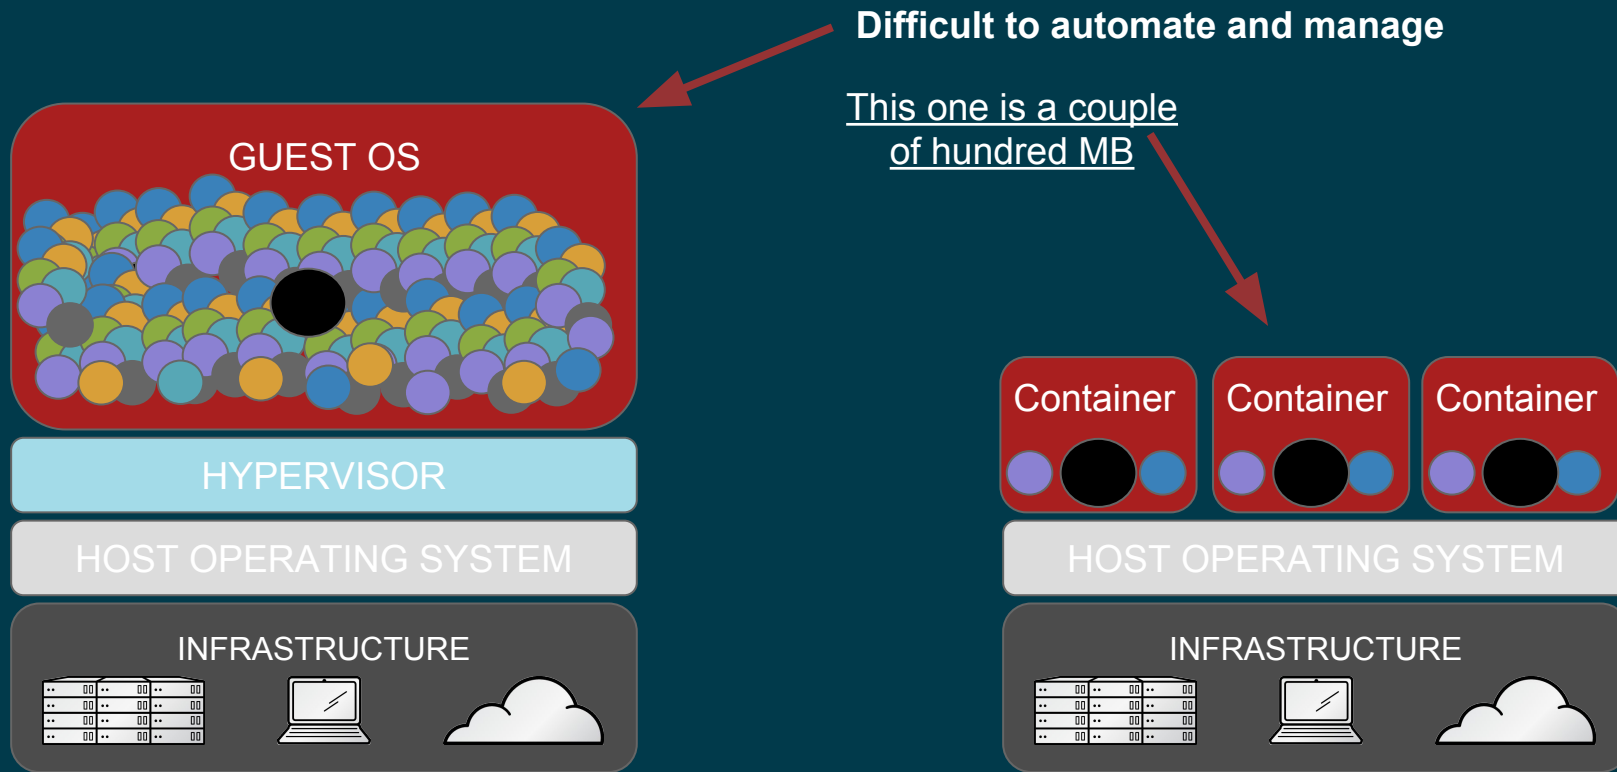 Difficult to automate and manage
This one is a couple
of hundred MB
GUEST OS
HYPERVISOR
HOST OPERATING SYSTEM
INFRASTRUCTURE
Container
Container
Container
HOST OPERATING SYSTEM
INFRASTRUCTURE